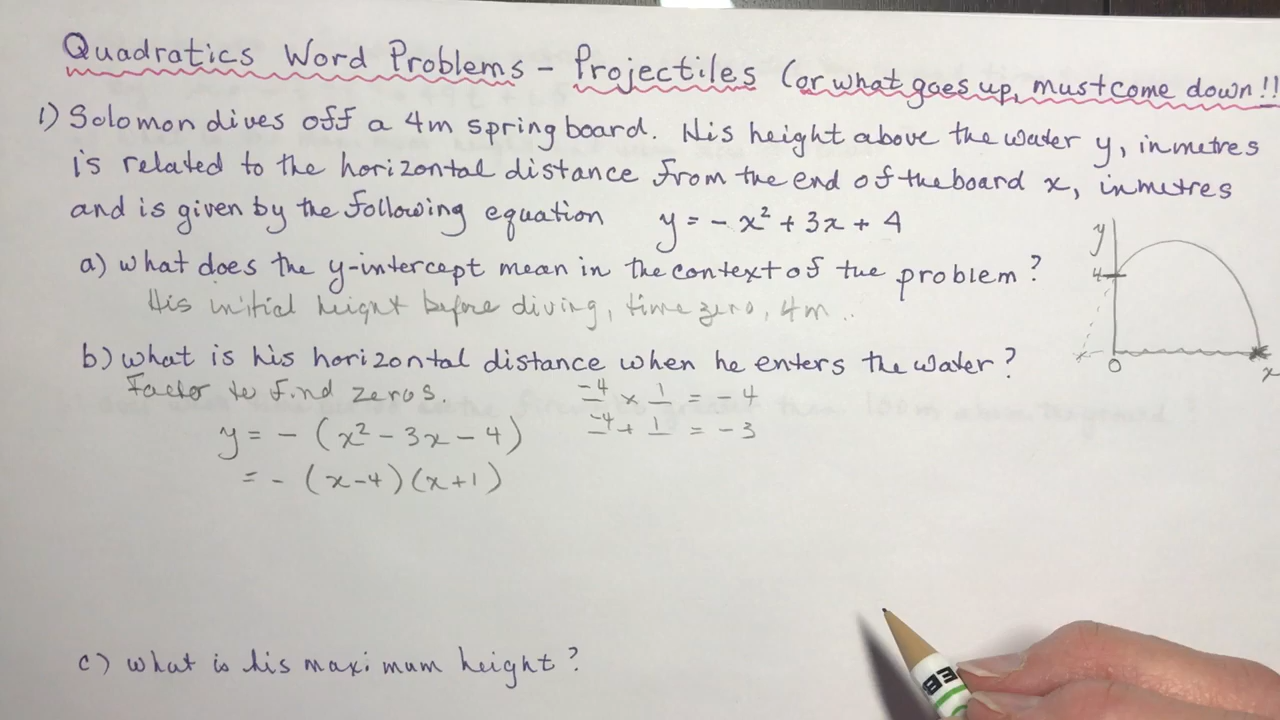 Quadratics Word Problems - Projectiles (or what goes up, must come down!!
1) Solomon dives off a 4m springboard. His height above the water y, in metres
is related to the horizontal distance from the end of the board x, in metres
and is given by the following equation y = - x² + 3x + 4
a) what does the y-intercept mean in the context of the problem?
His initial height before diving, time zero, 4m..
b) what is his horizontal distance when he enters the water?
Factor to find zeros.
-4 × 1 = -4
-4 + 1 = -3
y = - (x² - 3x - 4)
= - (x-4)(x+1)
c) what is his maximum height?
y
4
0
x
EB